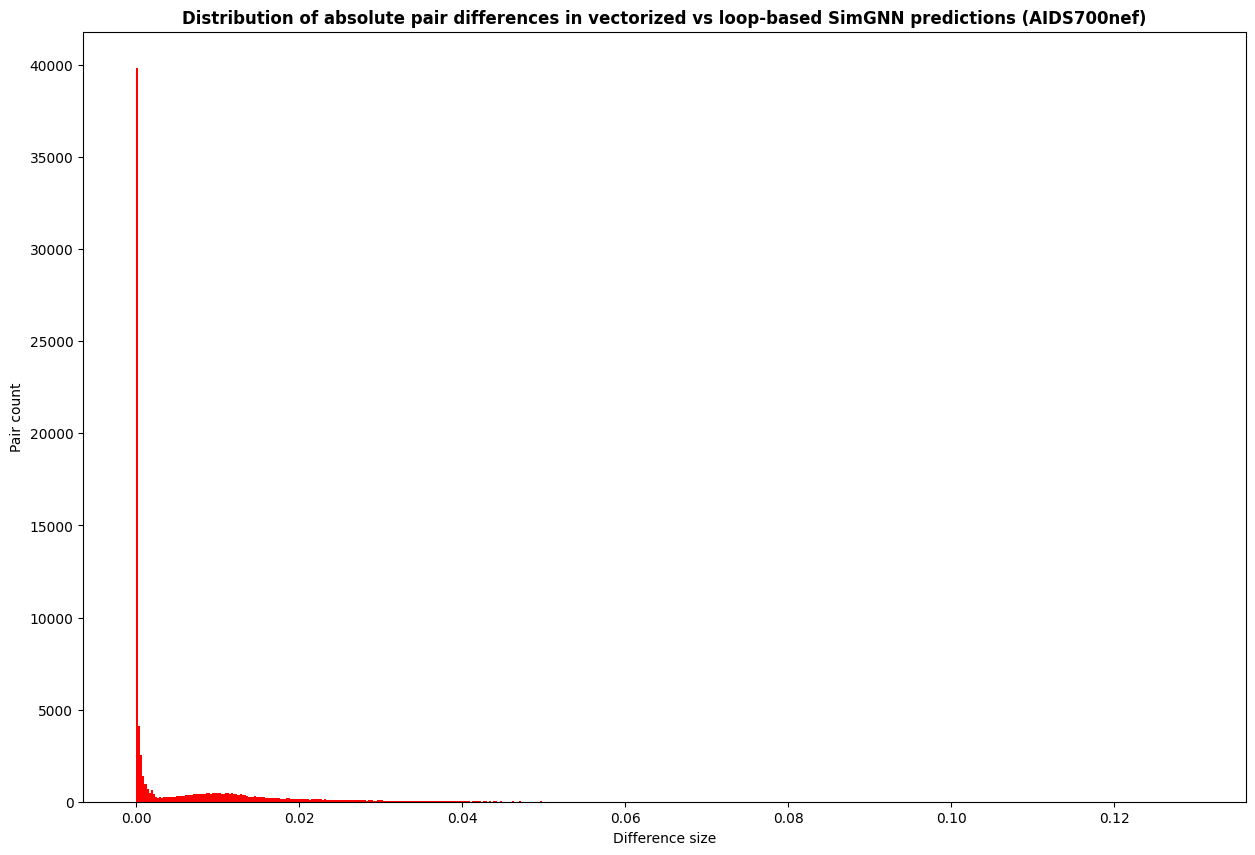 Distribution of absolute pair differences in vectorized vs loop-based SimGNN predictions (AIDS700nef)
40000
35000
30000
25000
20000
15000
10000
5000
0
Pair count
0.00 0.02 0.04 0.06 0.08 0.10 0.12
Difference size